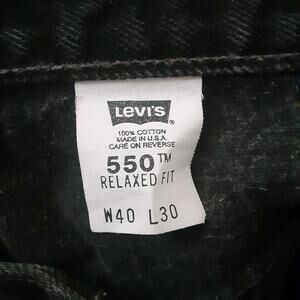 Levi's ®
100% COTTON
MADE IN U.S.A.
CARE ON REVERSE
550™
RELAXED FIT
W40 L30